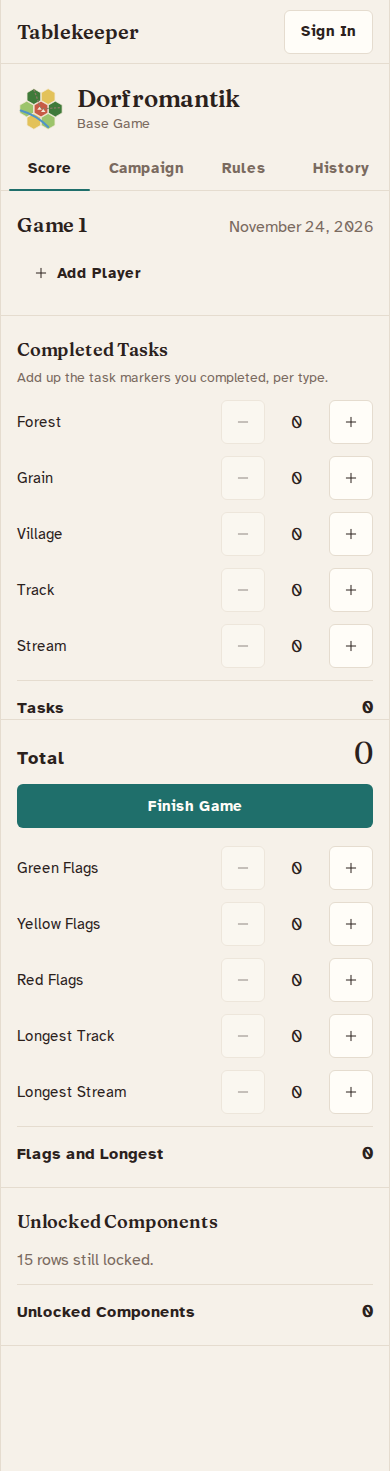 Tablekeeper
Sign In
Dorfromantik
Base Game
Score Campaign Rules History
Game 1 November 24, 2026
+ Add Player
Completed Tasks
Add up the task markers you completed, per type.
Forest − 0 +
Grain − 0 +
Village − 0 +
Track − 0 +
Stream − 0 +
Tasks 0
Total 0
Finish Game
Green Flags − 0 +
Yellow Flags − 0 +
Red Flags − 0 +
Longest Track − 0 +
Longest Stream − 0 +
Flags and Longest 0
Unlocked Components
15 rows still locked.
Unlocked Components 0